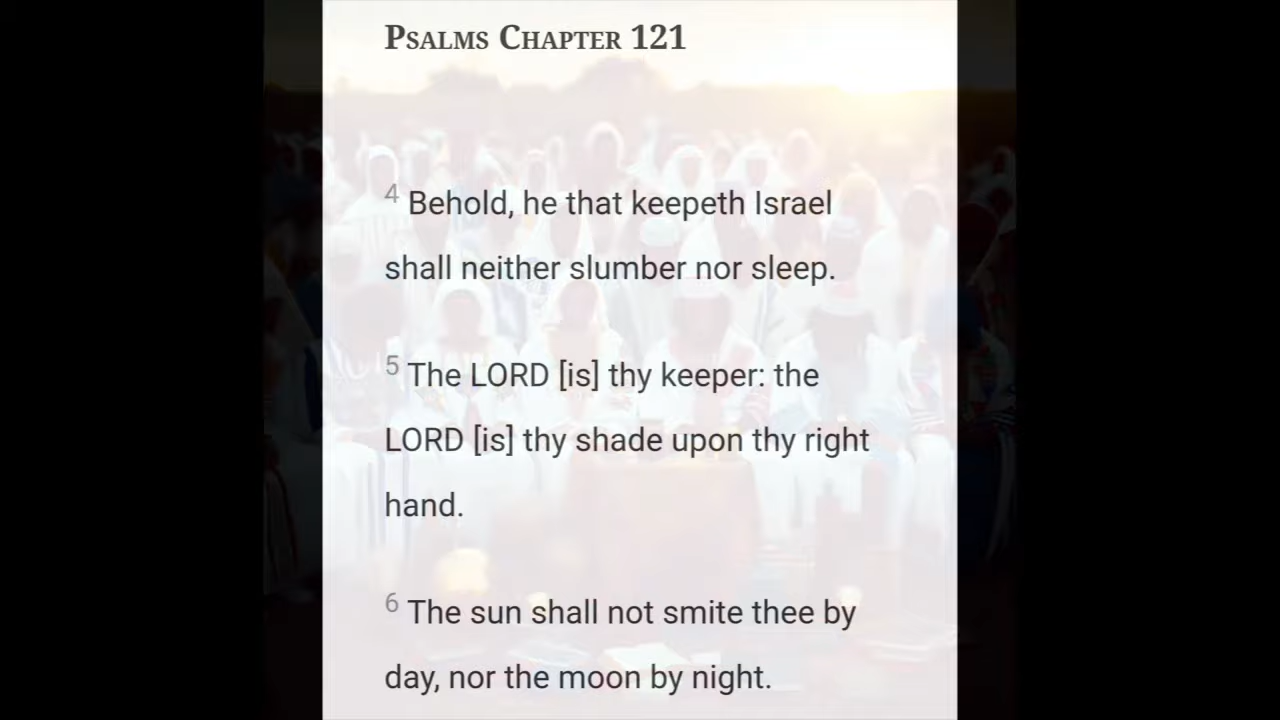 Psalms Chapter 121
4 Behold, he that keepeth Israel
shall neither slumber nor sleep.
5 The LORD [is] thy keeper: the
LORD [is] thy shade upon thy right
hand.
6 The sun shall not smite thee by
day, nor the moon by night.